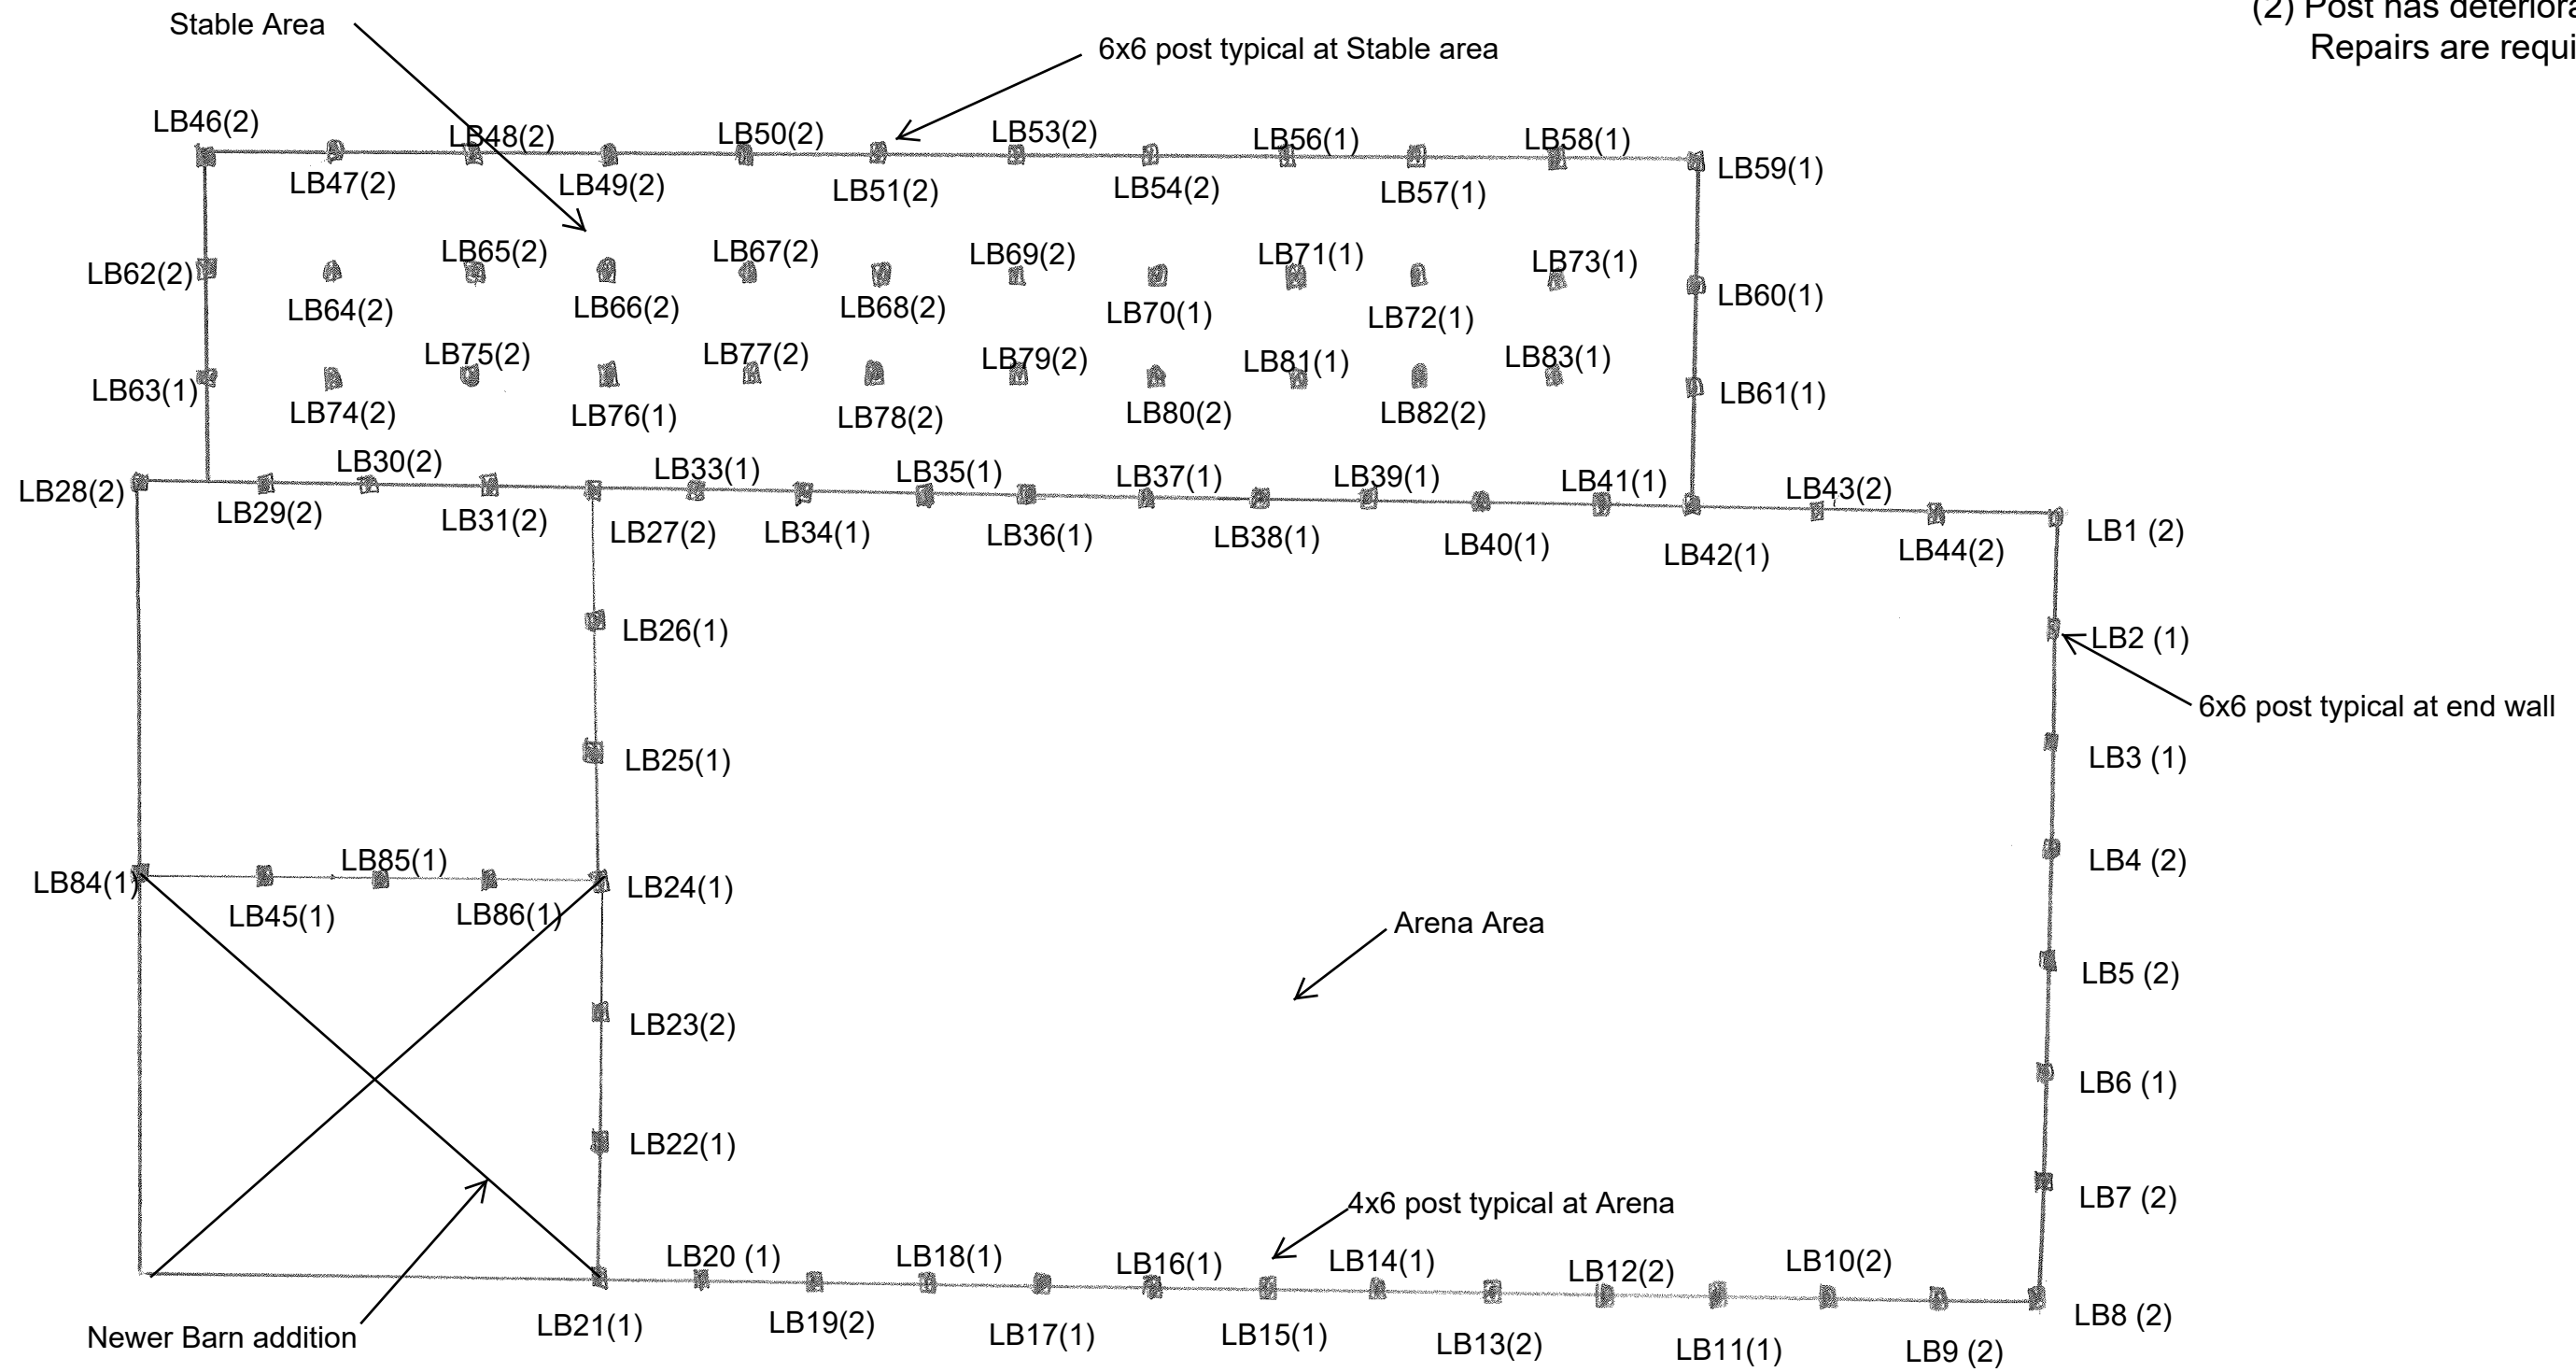 (2) Post has
Repairs are
Stable Area
6x6 post typical at Stable area
LB46(2)
LB48(2)
LB50(2)
LB53(2)
LB56(1)
LB58(1)
LB59(1)
LB47(2)
LB49(2)
LB51(2)
LB54(2)
LB57(1)
LB62(2)
LB65(2)
LB67(2)
LB69(2)
LB71(1)
LB73(1)
LB60(1)
LB64(2)
LB66(2)
LB68(2)
LB70(1)
LB72(1)
LB63(1)
LB75(2)
LB77(2)
LB79(2)
LB81(1)
LB83(1)
LB61(1)
LB74(2)
LB76(1)
LB78(2)
LB80(2)
LB82(2)
LB28(2)
LB30(2)
LB33(1)
LB35(1)
LB37(1)
LB39(1)
LB41(1)
LB43(2)
LB1 (2)
LB29(2)
LB31(2)
LB27(2)
LB34(1)
LB36(1)
LB38(1)
LB40(1)
LB42(1)
LB44(2)
LB26(1)
LB2 (1)
6x6 post typical at end wall
LB25(1)
LB3 (1)
LB84(1)
LB85(1)
LB24(1)
LB4 (2)
LB45(1)
LB86(1)
Arena Area
LB5 (2)
LB23(2)
LB6 (1)
LB22(1)
LB7 (2)
4x6 post typical at Arena
LB20 (1)
LB18(1)
LB16(1)
LB14(1)
LB12(2)
LB10(2)
LB8 (2)
Newer Barn addition
LB21(1)
LB19(2)
LB17(1)
LB15(1)
LB13(2)
LB11(1)
LB9 (2)